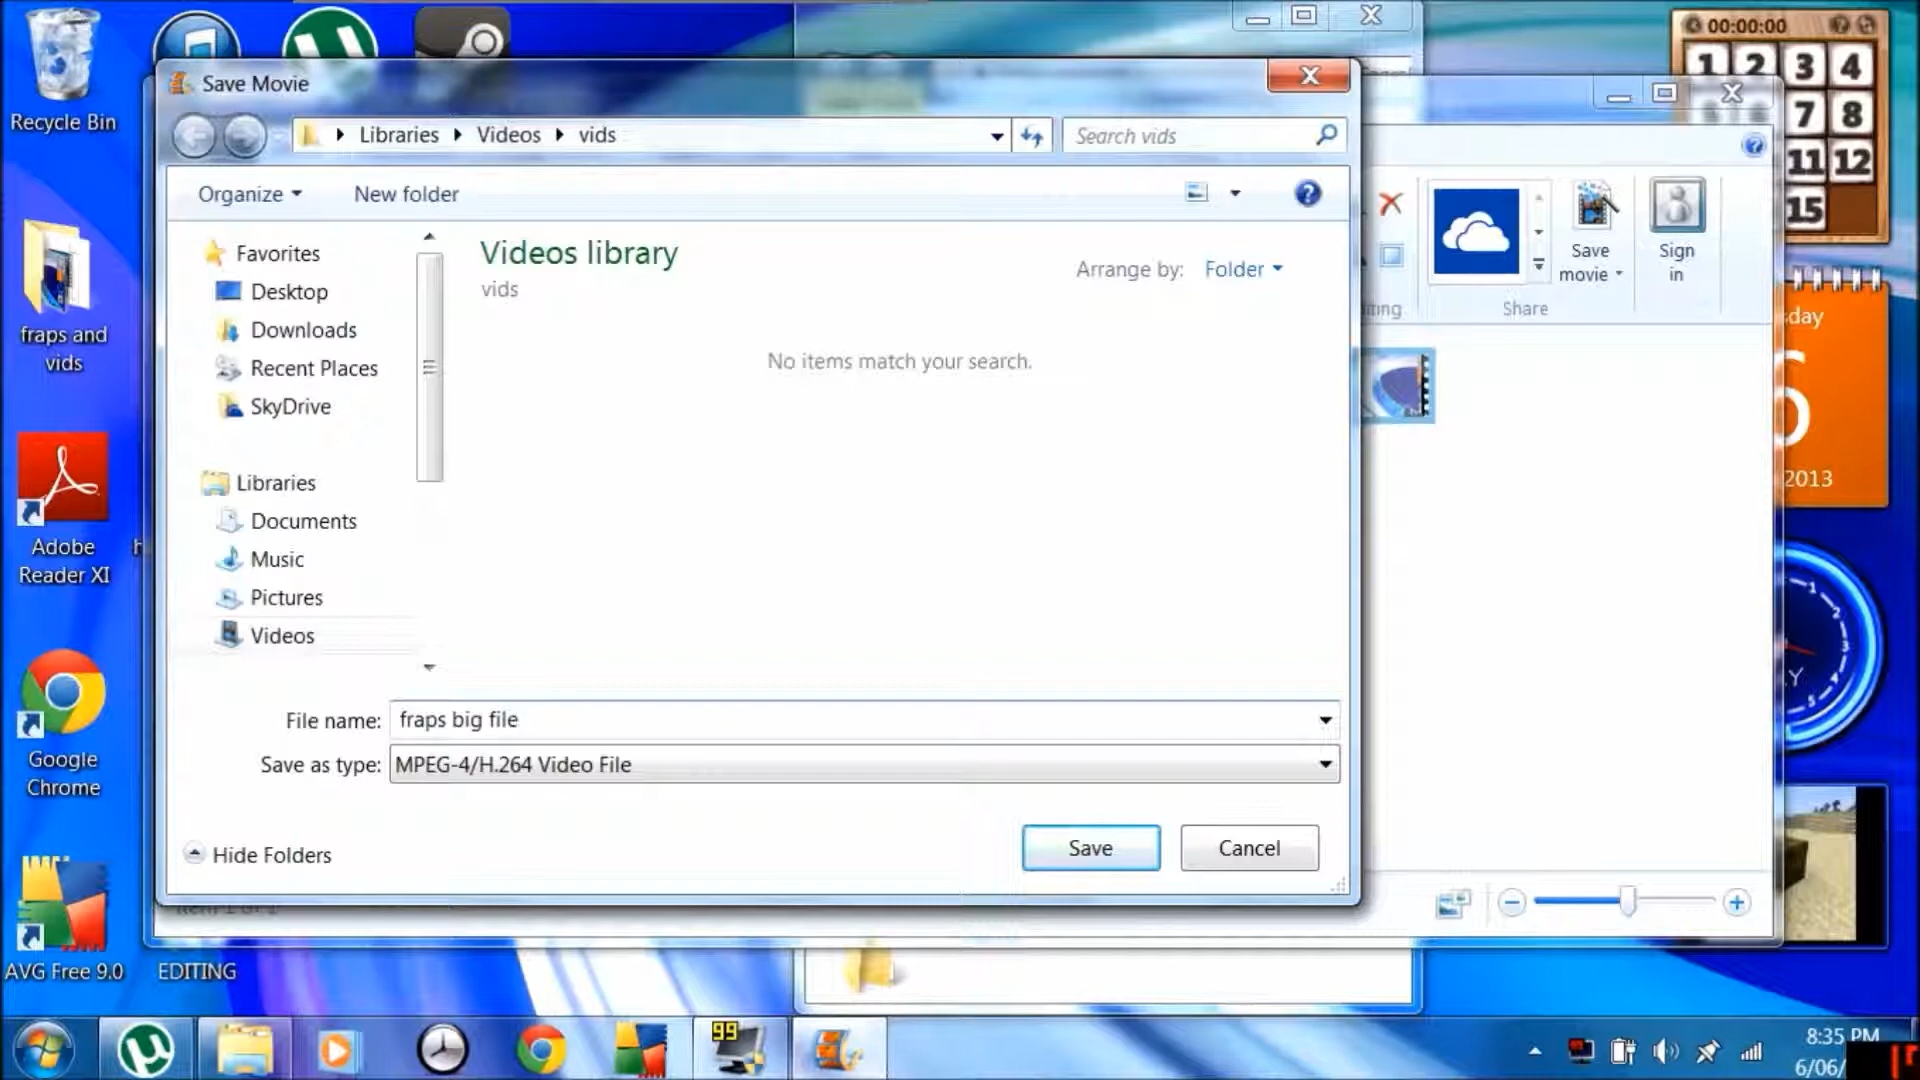 00:00:00
1 2 3 4
7 8
11 12
15
Recycle Bin
Save Movie
Libraries
Videos
vids
Search vids
Organize
New folder
Favorites
Desktop
Downloads
Recent Places
SkyDrive
Libraries
Documents
Music
Pictures
Videos
Videos library
vids
Arrange by:
Folder
No items match your search.
File name:
fraps big file
Save as type:
MPEG-4/H.264 Video File
Hide Folders
Save
Cancel
Save
movie
Sign
in
Share
fraps and
vids
Adobe
Reader XI
Google
Chrome
AVG Free 9.0
EDITING
2013
99
8:35 PM
6/06/